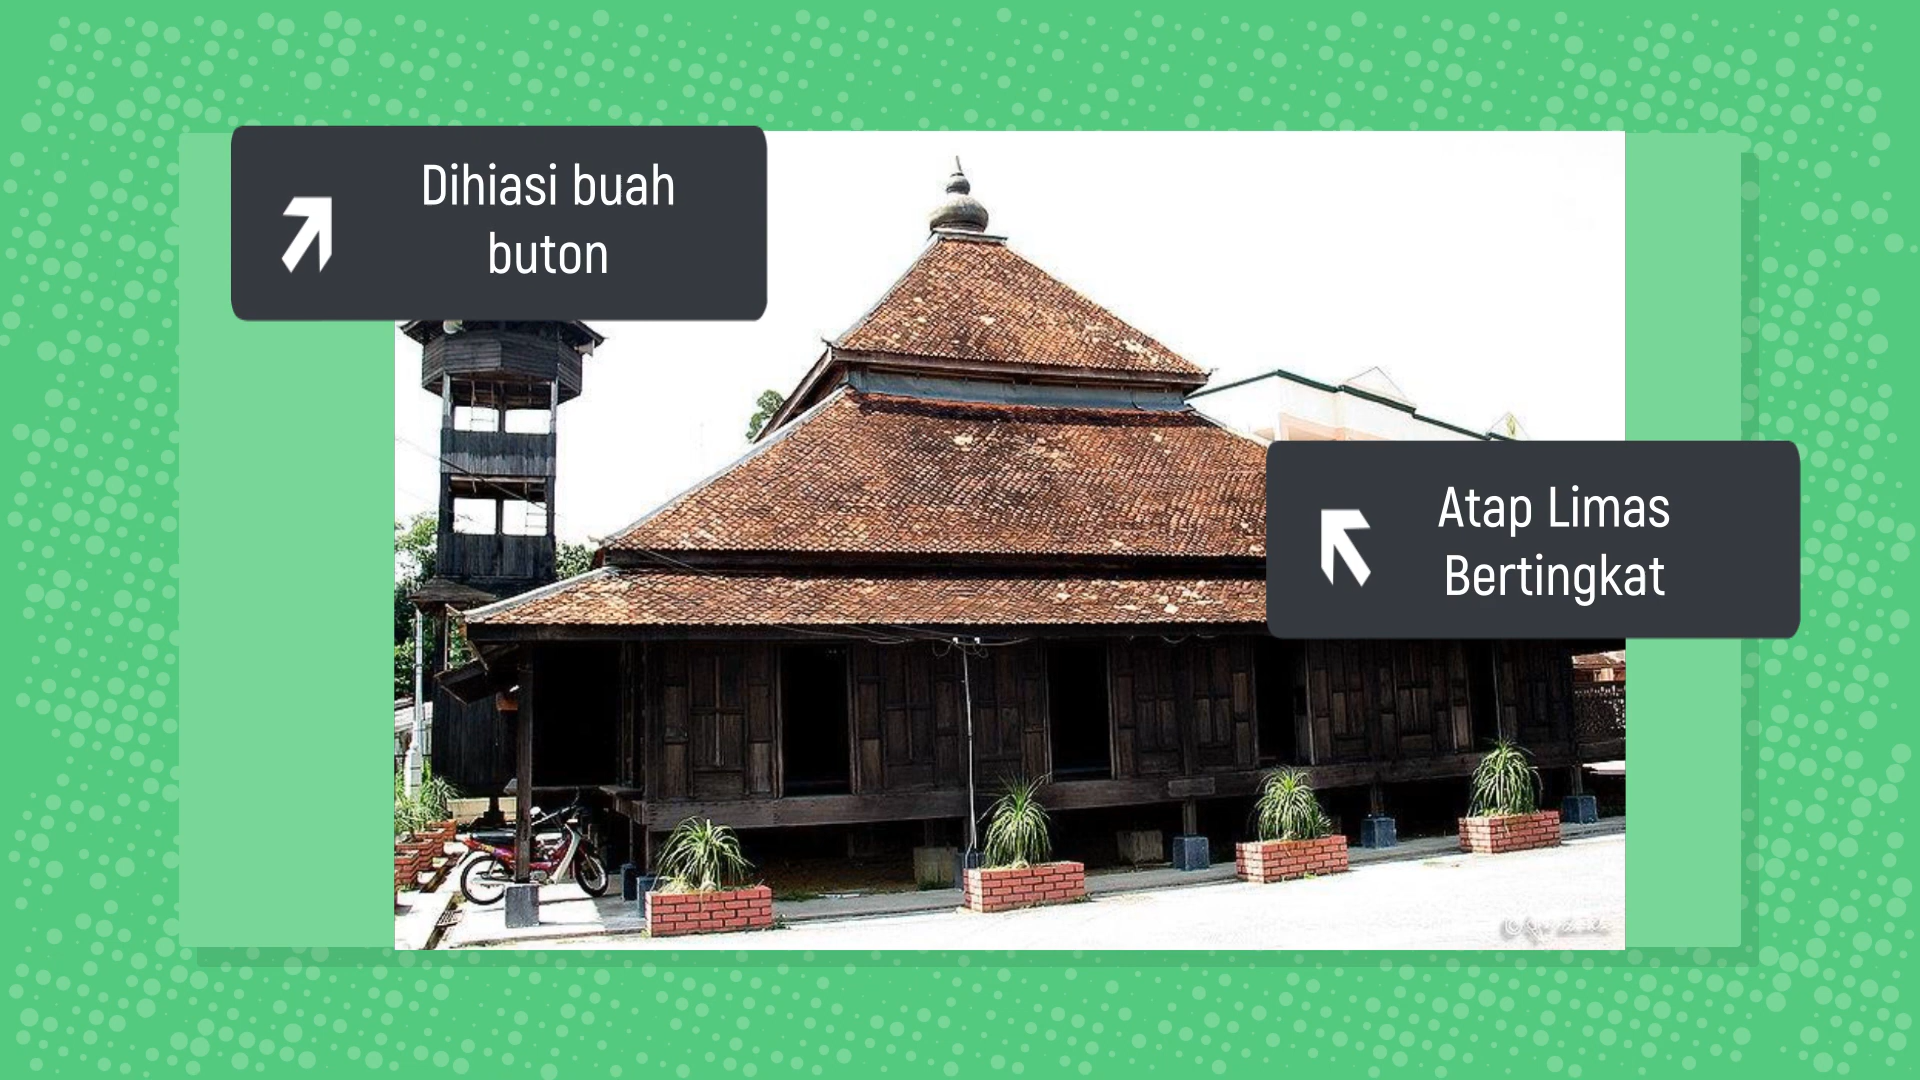 Dihiasi buah
buton
Atap Limas
Bertingkat